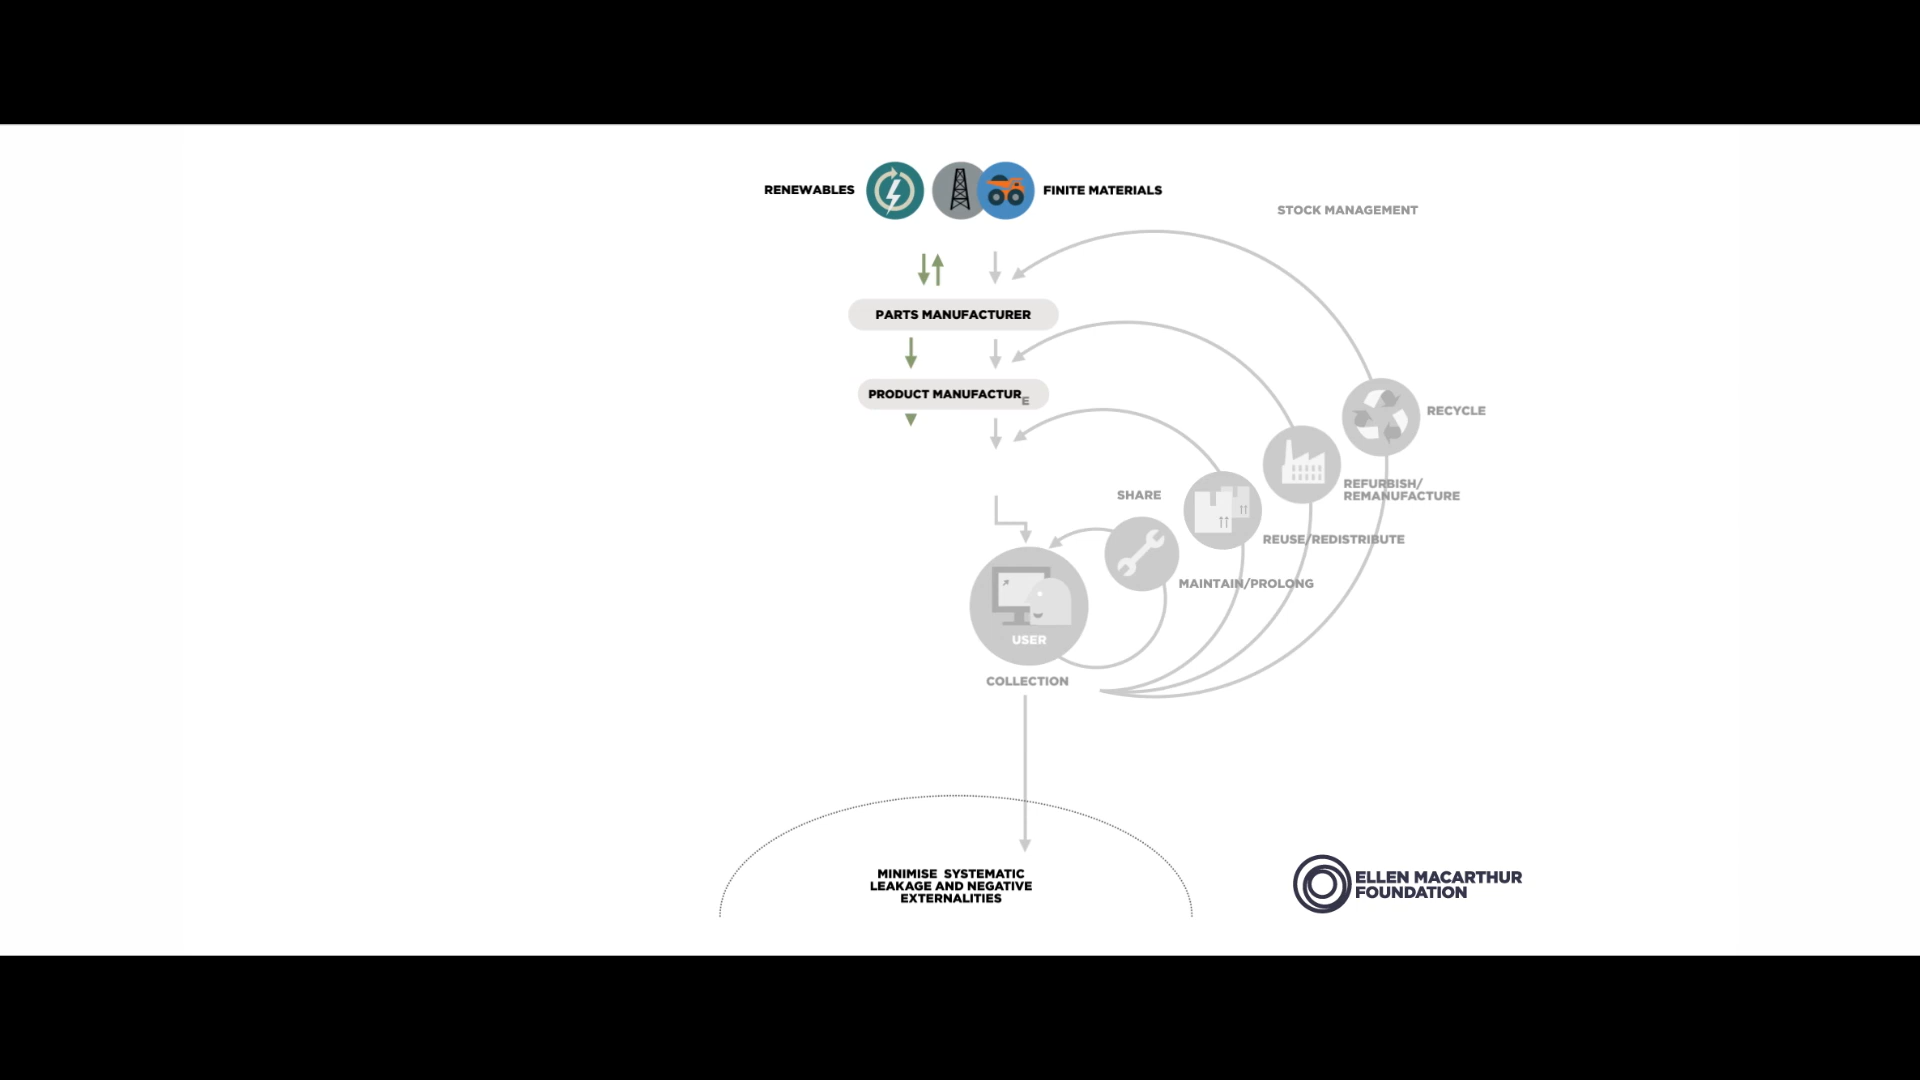 RENEWABLES
FINITE MATERIALS
STOCK MANAGEMENT
PARTS MANUFACTURER
PRODUCT MANUFACTURE
RECYCLE
REFURBISH/
REMANUFACTURE
SHARE
REUSE/REDISTRIBUTE
MAINTAIN/PROLONG
USER
COLLECTION
MINIMISE SYSTEMATIC
LEAKAGE AND NEGATIVE
EXTERNALITIES
ELLEN MACARTHUR
FOUNDATION